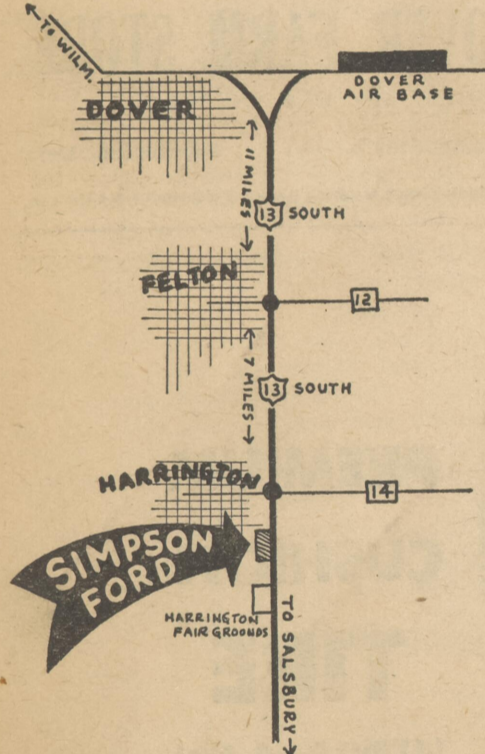 ← TO WILM.
DOVER
AIR BASE
DOVER
← 11 MILES →
13 SOUTH
FELTON
12
← 7 MILES →
13 SOUTH
HARRINGTON
14
SIMPSON
FORD
HARRINGTON
FAIR GROUNDS
TO SALSBURY →